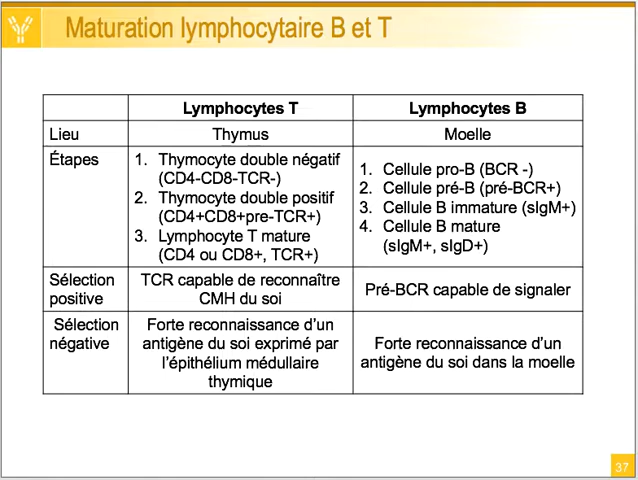 Maturation lymphocytaire B et T
Lymphocytes T
Lymphocytes B
Lieu
Thymus
Moelle
Étapes
1. Thymocyte double négatif
(CD4-CD8-TCR-)
2. Thymocyte double positif
(CD4+CD8+pre-TCR+)
3. Lymphocyte T mature
(CD4 ou CD8+, TCR+)
1. Cellule pro-B (BCR -)
2. Cellule pré-B (pré-BCR+)
3. Cellule B immature (sIgM+)
4. Cellule B mature
(sIgM+, sIgD+)
Sélection
positive
TCR capable de reconnaître
CMH du soi
Pré-BCR capable de signaler
Sélection
négative
Forte reconnaissance d'un
antigène du soi exprimé par
l'épithélium médullaire
thymique
Forte reconnaissance d'un
antigène du soi dans la moelle
37